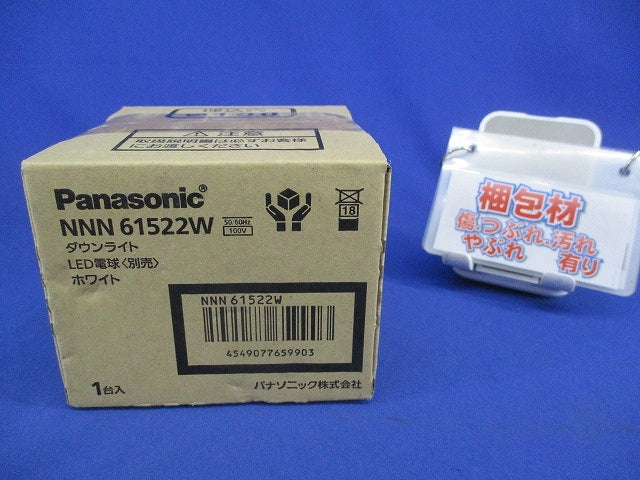 ⚠注意
取扱説明書は必ずお客様
にお渡しください
Panasonic®
NNN 61522W
50/60Hz
100V
18
ダウンライト
LED電球〈別売〉
ホワイト
NNN 61522W
4549077659903
1台入
パナソニック株式会社
梱包材
傷、つぶれ、汚れ
やぶれ 有り